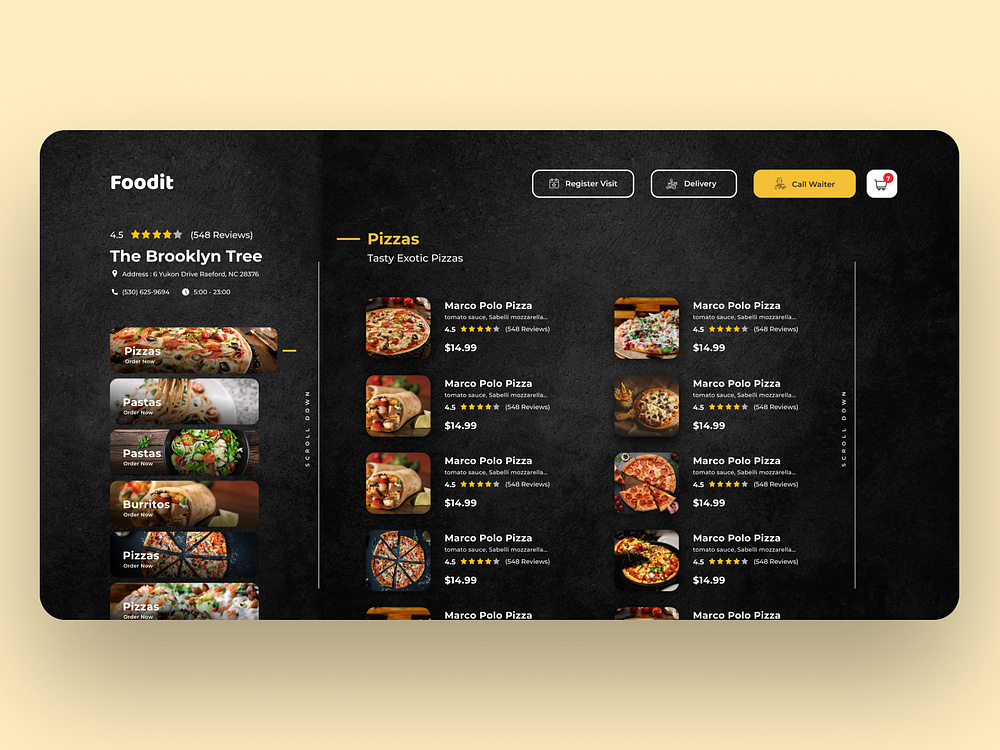 Foodit
Register Visit
Delivery
Call Waiter
7
4.5 (548 Reviews)
The Brooklyn Tree
Address : 6 Yukon Drive Raeford, NC 28376
(530) 625-9694 5:00 - 23:00
Pizzas
Order Now
Pastas
Order Now
Pastas
Order Now
Burritos
Order Now
Pizzas
Order Now
Pizzas
Order Now
SCROLL DOWN
Pizzas
Tasty Exotic Pizzas
Marco Polo Pizza
tomato sauce, Sabelli mozzarella...
4.5 (548 Reviews)
$14.99
Marco Polo Pizza
tomato sauce, Sabelli mozzarella...
4.5 (548 Reviews)
$14.99
Marco Polo Pizza
tomato sauce, Sabelli mozzarella...
4.5 (548 Reviews)
$14.99
Marco Polo Pizza
tomato sauce, Sabelli mozzarella...
4.5 (548 Reviews)
$14.99
Marco Polo Pizza
tomato sauce, Sabelli mozzarella...
4.5 (548 Reviews)
$14.99
Marco Polo Pizza
tomato sauce, Sabelli mozzarella...
4.5 (548 Reviews)
$14.99
Marco Polo Pizza
tomato sauce, Sabelli mozzarella...
4.5 (548 Reviews)
$14.99
Marco Polo Pizza
tomato sauce, Sabelli mozzarella...
4.5 (548 Reviews)
$14.99
Marco Polo Pizza
Marco Polo Pizza
SCROLL DOWN